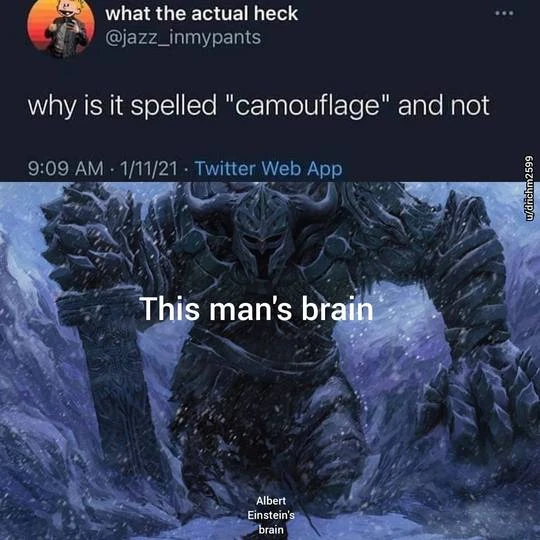 what the actual heck
@jazz_inmypants
why is it spelled "camouflage" and not
9:09 AM · 1/11/21 · Twitter Web App
u/drichm2599
This man's brain
Albert
Einstein's
brain